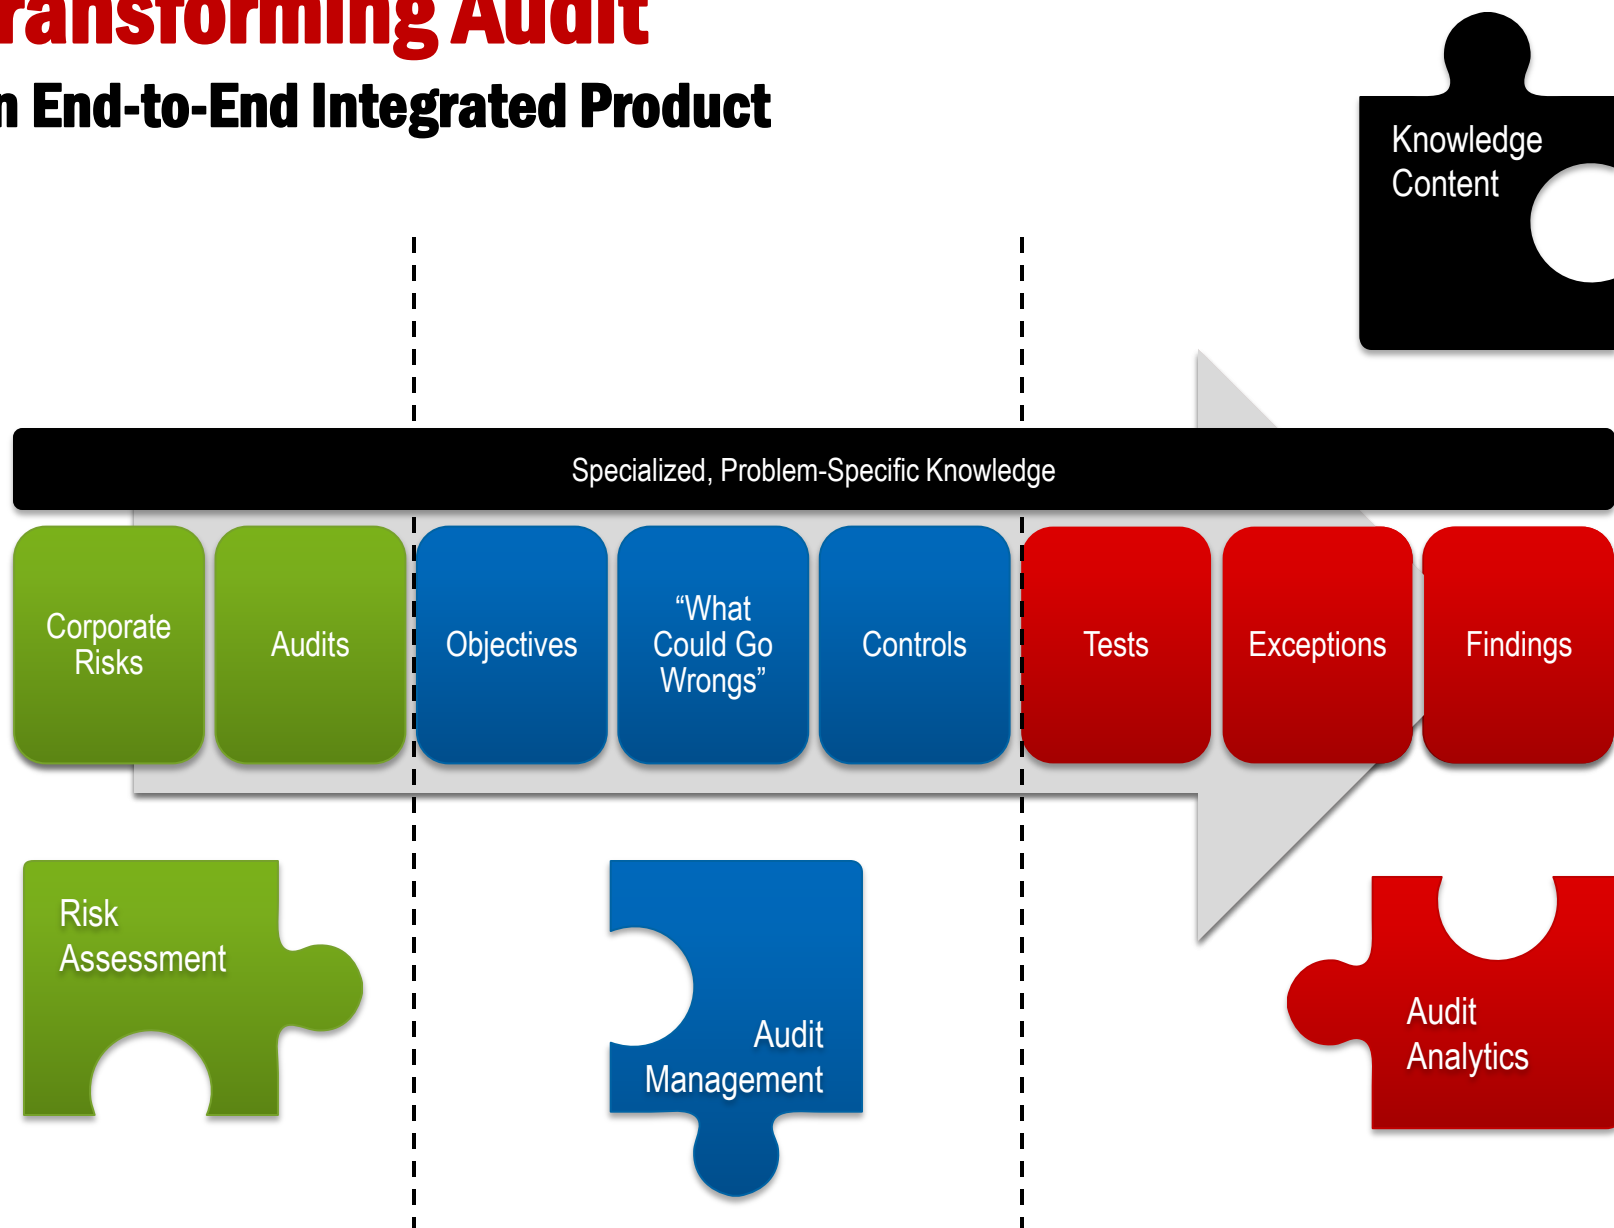 ransforming Audit
n End-to-End Integrated Product
Knowledge
Content
Specialized, Problem-Specific Knowledge
Corporate
Risks
Audits
Objectives
“What
Could Go
Wrongs”
Controls
Tests
Exceptions
Findings
Risk
Assessment
Audit
Management
Audit
Analytics